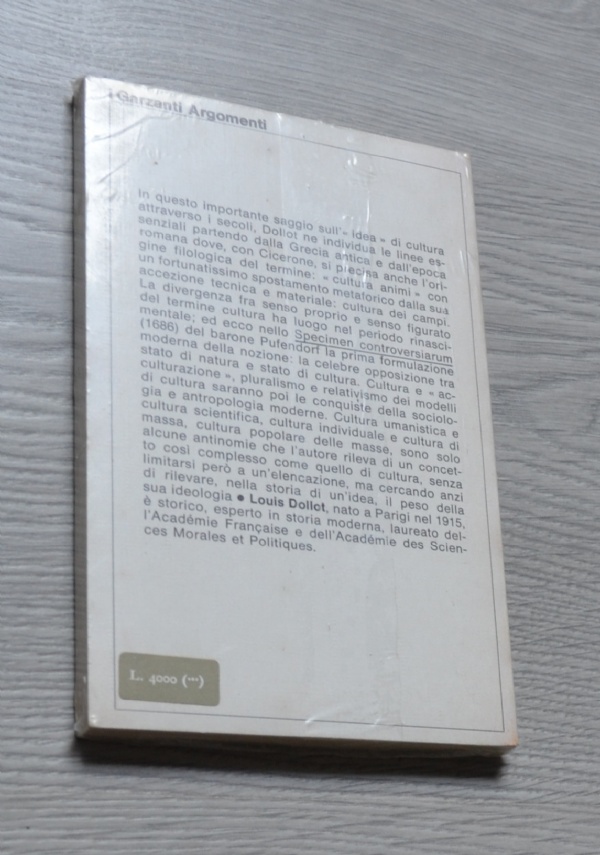 i Garzanti Argomenti
In questo importante saggio sull'« idea » di cultura
attraverso i secoli, Dollot ne individua le linee es-
senziali partendo dalla Grecia antica e dall'epoca
romana dove, con Cicerone, si precisa anche l'ori-
gine filologica del termine: « cultura animi » con
un fortunatissimo spostamento metaforico dalla sua
accezione tecnica e materiale: cultura dei campi.
La divergenza fra senso proprio e senso figurato
del termine cultura ha luogo nel periodo rinasci-
mentale; ed ecco nello Specimen controversiarum
(1686) del barone Pufendorf la prima formulazione
moderna della nozione: la celebre opposizione tra
stato di natura e stato di cultura. Cultura e « ac-
culturazione », pluralismo e relativismo dei modelli
di cultura saranno poi le conquiste della sociolo-
gia e antropologia moderne. Cultura umanistica e
cultura scientifica, cultura individuale e cultura di
massa, cultura popolare delle masse, sono solo
alcune antinomie che l'autore rileva di un concet-
to così complesso come quello di cultura, senza
limitarsi però a un'elencazione, ma cercando anzi
di rilevare, nella storia di un'idea, il peso della
sua ideologia ● Louis Dollot, nato a Parigi nel 1915,
è storico, esperto in storia moderna, laureato del-
l'Académie Française e dell'Académie des Scien-
ces Morales et Politiques.
L. 4000 (***)